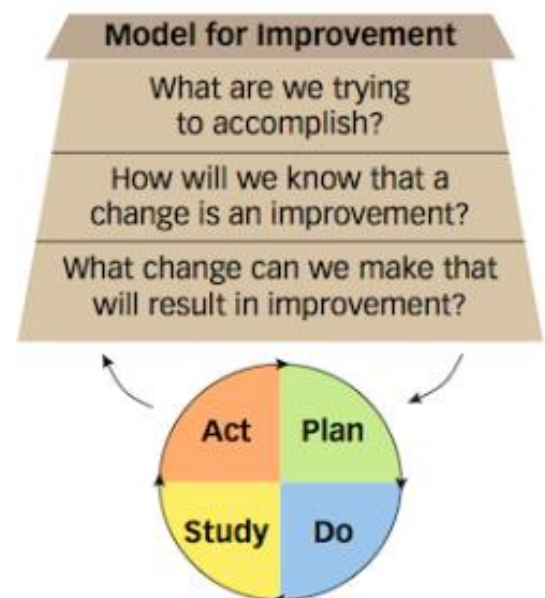 Model for Improvement
What are we trying
to accomplish?
How will we know that a
change is an improvement?
What change can we make that
will result in improvement?
Act
Plan
Study
Do